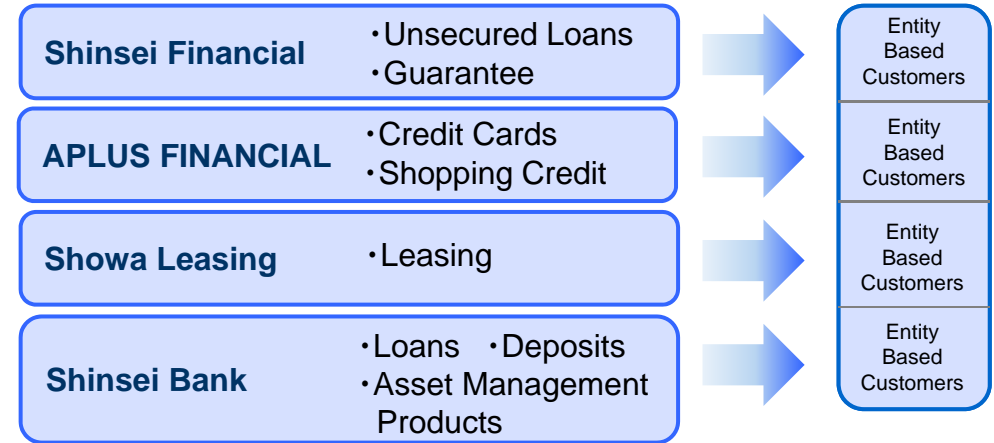 Shinsei Financial
・Unsecured Loans
・Guarantee
Entity
Based
Customers
APLUS FINANCIAL
・Credit Cards
・Shopping Credit
Entity
Based
Customers
Showa Leasing
・Leasing
Entity
Based
Customers
Shinsei Bank
・Loans ・Deposits
・Asset Management
Products
Entity
Based
Customers